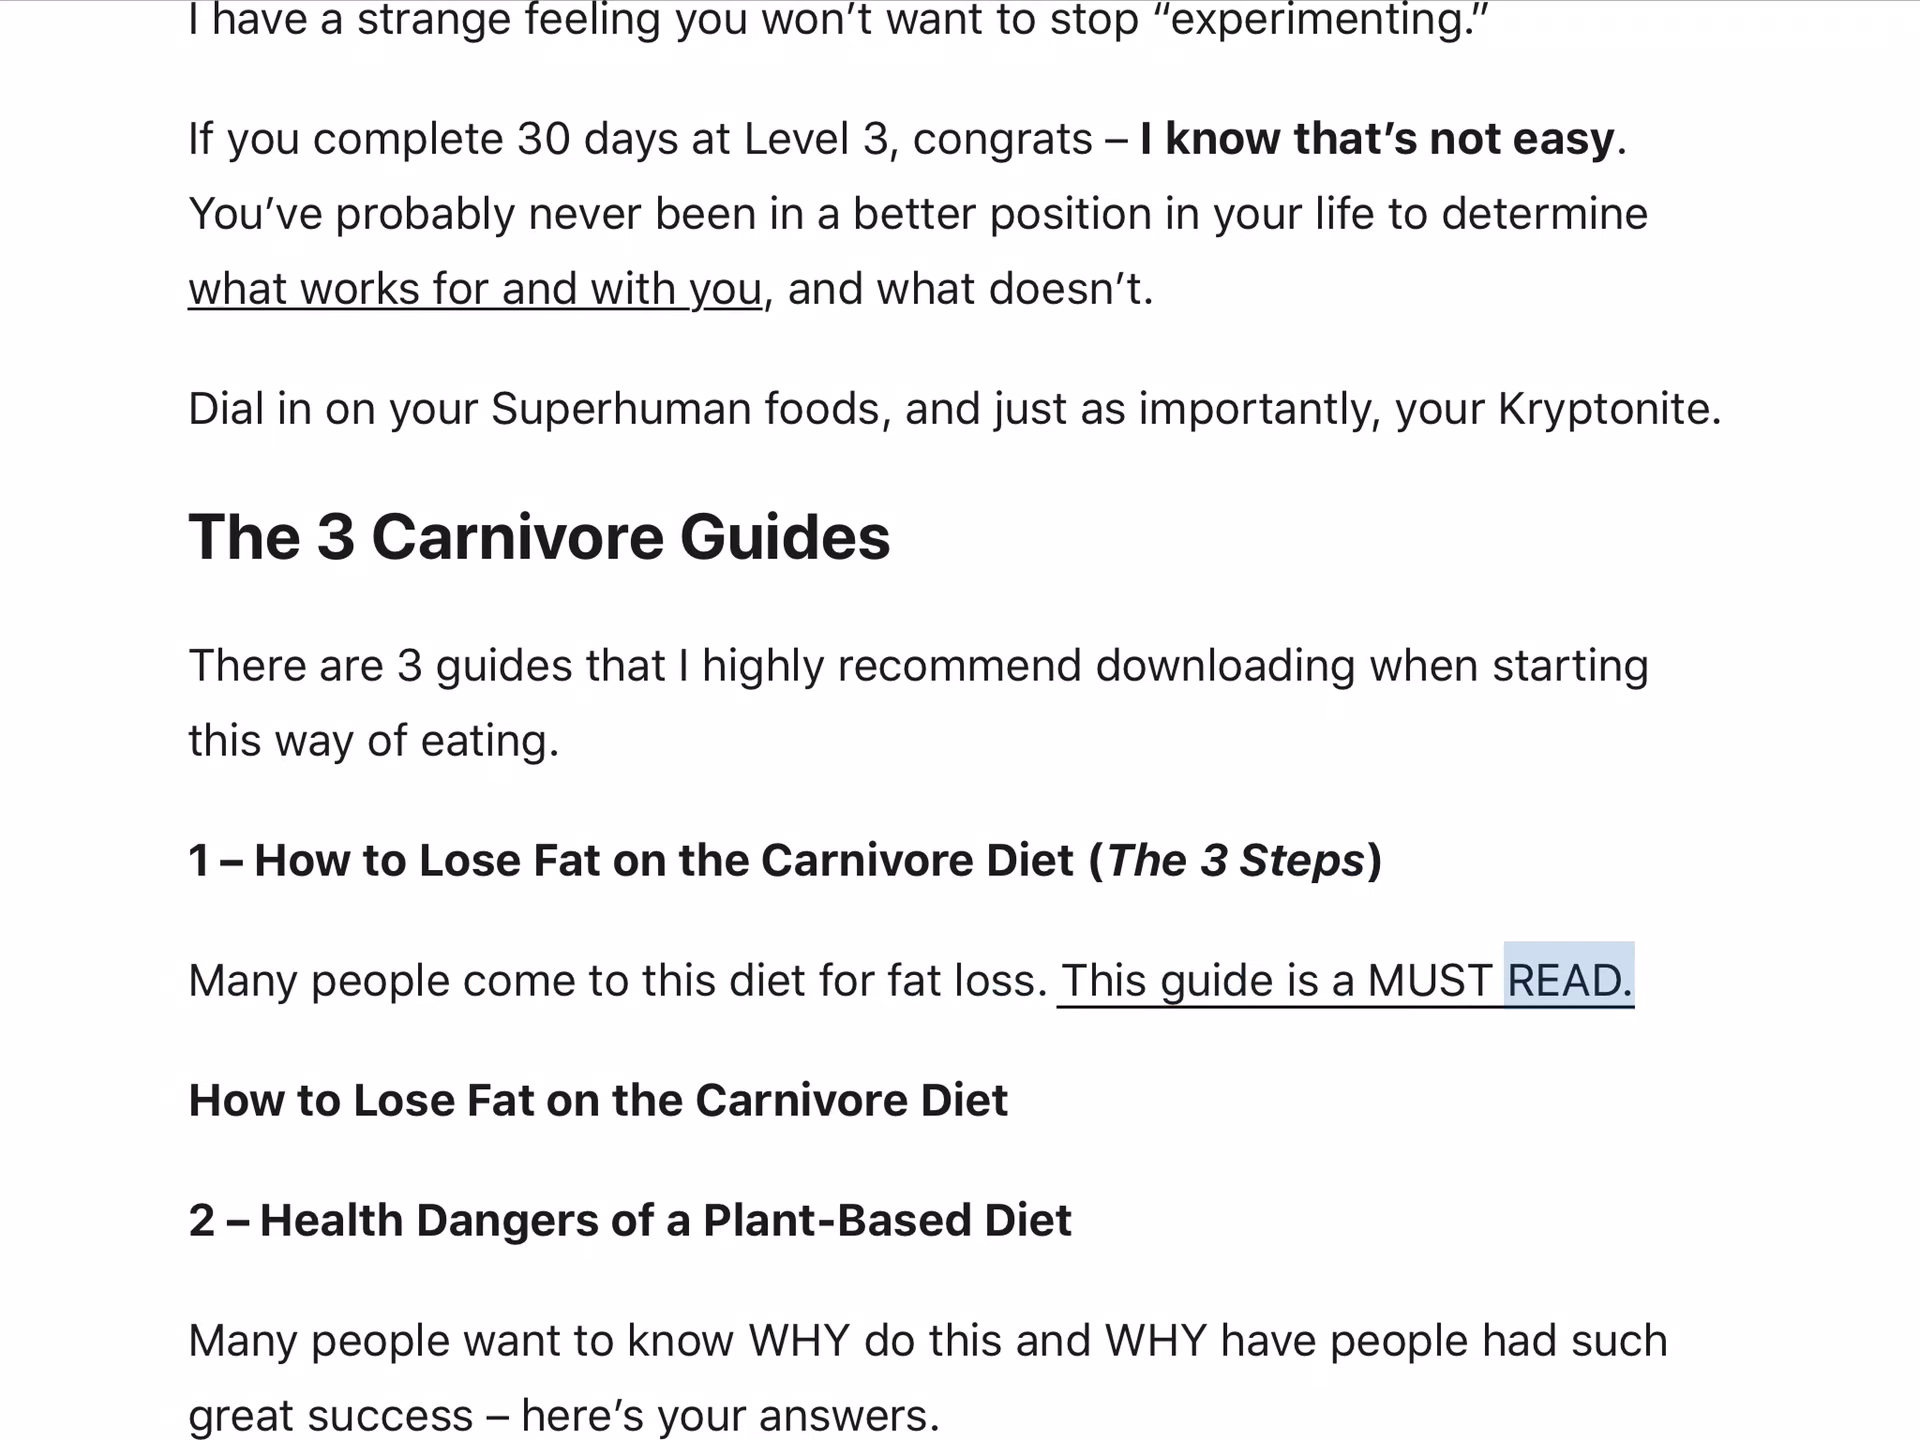 I have a strange feeling you won’t want to stop “experimenting.”
If you complete 30 days at Level 3, congrats – I know that’s not easy.
You’ve probably never been in a better position in your life to determine
what works for and with you, and what doesn’t.
Dial in on your Superhuman foods, and just as importantly, your Kryptonite.
The 3 Carnivore Guides
There are 3 guides that I highly recommend downloading when starting
this way of eating.
1 – How to Lose Fat on the Carnivore Diet (The 3 Steps)
Many people come to this diet for fat loss. This guide is a MUST READ.
How to Lose Fat on the Carnivore Diet
2 – Health Dangers of a Plant-Based Diet
Many people want to know WHY do this and WHY have people had such
great success – here’s your answers.